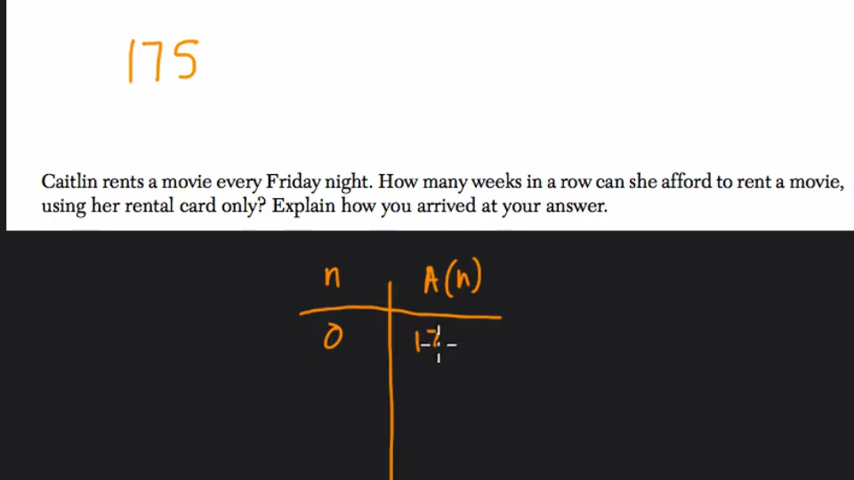 175
Caitlin rents a movie every Friday night. How many weeks in a row can she afford to rent a movie,
using her rental card only? Explain how you arrived at your answer.
n A(n)
0 17